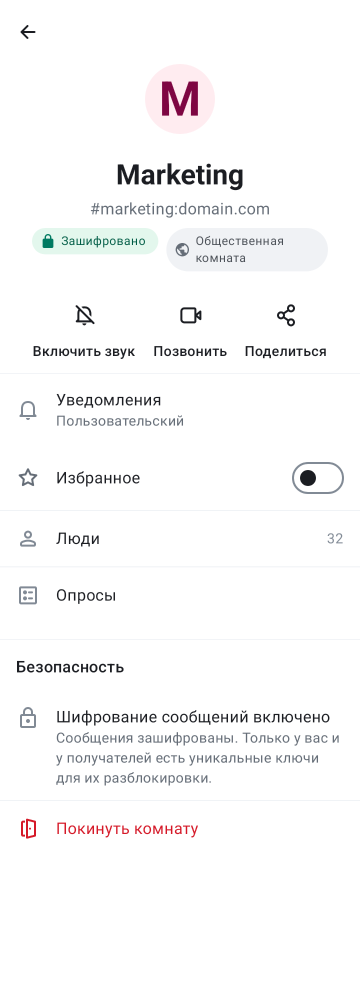 M
Marketing
#marketing:domain.com
Зашифровано
Общественная
комната
Включить звук
Позвонить
Поделиться
Уведомления
Пользовательский
Избранное
Люди
32
Опросы
Безопасность
Шифрование сообщений включено
Сообщения зашифрованы. Только у вас и
у получателей есть уникальные ключи
для их разблокировки.
Покинуть комнату